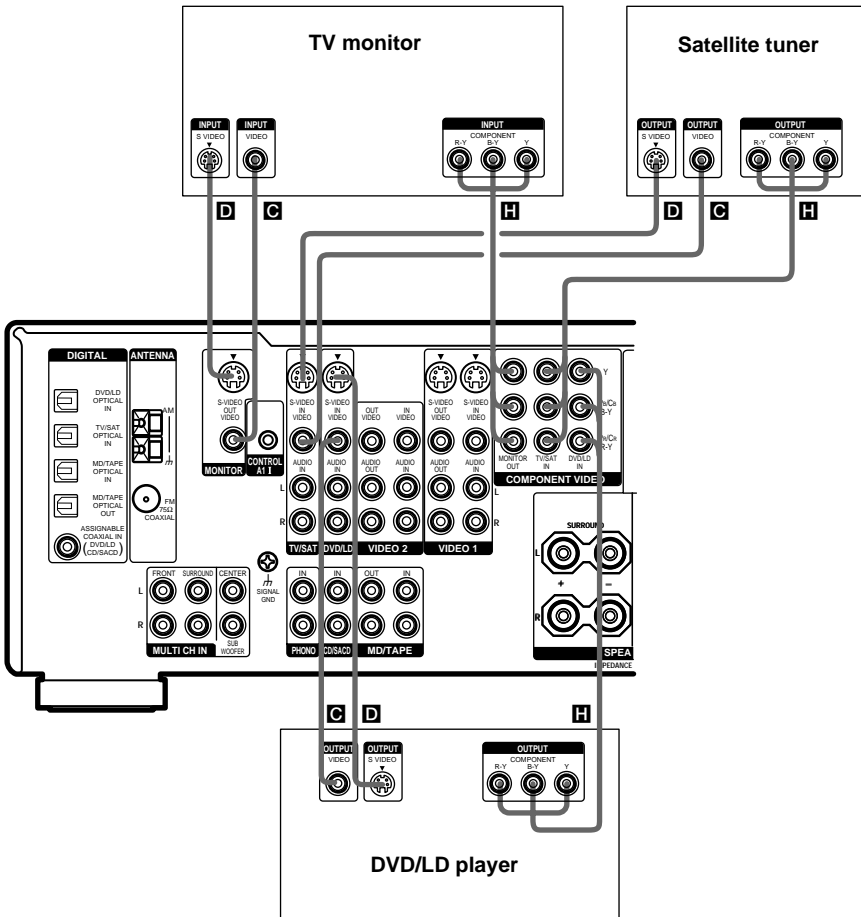 TV monitor
Satellite tuner
INPUT
S VIDEO
INPUT
VIDEO
INPUT
COMPONENT
R-Y B-Y Y
OUTPUT
S VIDEO
OUTPUT
VIDEO
OUTPUT
COMPONENT
R-Y B-Y Y
D C H D C H
DIGITAL
DVD/LD
OPTICAL
IN
TV/SAT
OPTICAL
IN
MD/TAPE
OPTICAL
IN
MD/TAPE
OPTICAL
OUT
ASSIGNABLE
COAXIAL IN
(DVD/LD
CD/SACD)
ANTENNA
AM
FM
75Ω
COAXIAL
S-VIDEO
OUT
VIDEO
MONITOR
CONTROL
A1 II
S-VIDEO
IN
VIDEO
AUDIO
IN
TV/SAT
S-VIDEO
IN
VIDEO
AUDIO
IN
DVD/LD
OUT
VIDEO
IN
VIDEO
AUDIO
OUT
AUDIO
IN
VIDEO 2
S-VIDEO
OUT
VIDEO
S-VIDEO
IN
VIDEO
AUDIO
OUT
AUDIO
IN
VIDEO 1
L
R
L
R
Y
B-Y
R-Y
MONITOR
OUT
TV/SAT
IN
DVD/LD
IN
COMPONENT VIDEO
SURROUND
L
+ –
R
SPEA
IMPEDANCE
FRONT SURROUND CENTER
L
R
SUB
WOOFER
MULTI CH IN
SIGNAL
GND
IN IN OUT IN
PHONO CD/SACD MD/TAPE
C D H
OUTPUT
VIDEO
OUTPUT
S VIDEO
OUTPUT
COMPONENT
R-Y B-Y Y
DVD/LD player